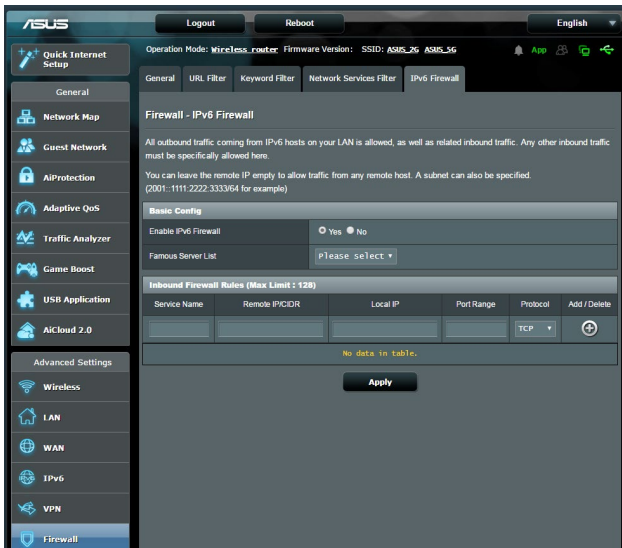 ASUS
Logout
Reboot
English
Operation Mode: Wireless router Firmware Version: SSID: ASUS_2G ASUS_5G
App
Quick Internet
Setup
General
Network Map
Guest Network
AiProtection
Adaptive QoS
Traffic Analyzer
Game Boost
USB Application
AiCloud 2.0
Advanced Settings
Wireless
LAN
WAN
IPv6
VPN
Firewall
General
URL Filter
Keyword Filter
Network Services Filter
IPv6 Firewall
Firewall - IPv6 Firewall
All outbound traffic coming from IPv6 hosts on your LAN is allowed, as well as related inbound traffic. Any other inbound traffic
must be specifically allowed here.
You can leave the remote IP empty to allow traffic from any remote host. A subnet can also be specified.
(2001::1111:2222:3333/64 for example)
Basic Config
Enable IPv6 Firewall
Yes No
Famous Server List
Please select
Inbound Firewall Rules (Max Limit : 128)
Service Name Remote IP/CIDR Local IP Port Range Protocol Add / Delete
TCP
No data in table.
Apply